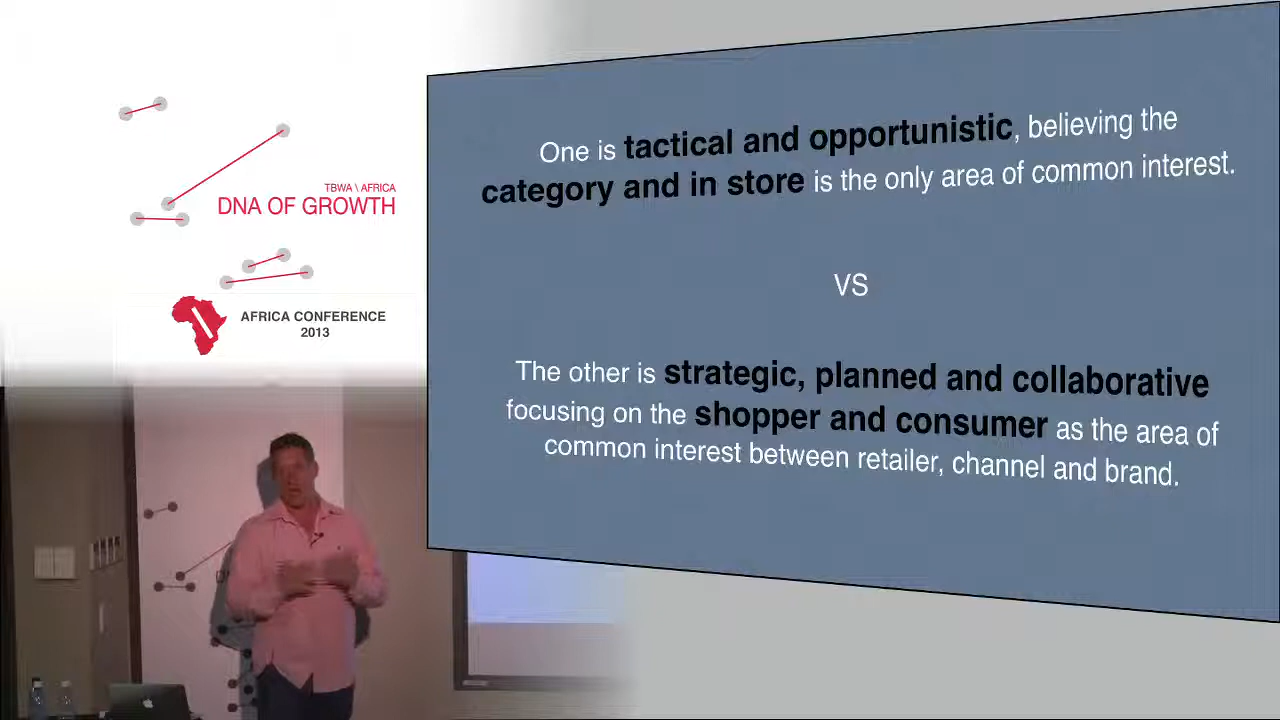 TBWA \ AFRICA
DNA OF GROWTH
AFRICA CONFERENCE
2013
One is tactical and opportunistic, believing the
category and in store is the only area of common interest.
VS
The other is strategic, planned and collaborative
focusing on the shopper and consumer as the area of
common interest between retailer, channel and brand.